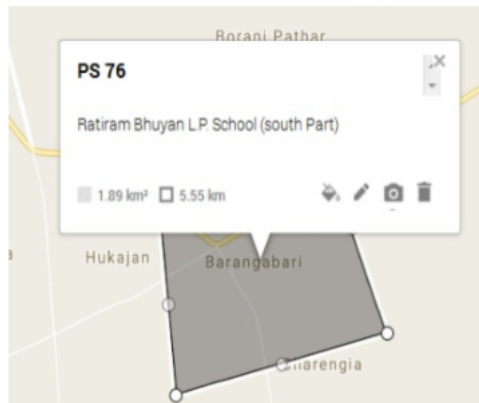 Borani Pathar
PS 76
Ratiram Bhuyan L.P. School (south Part)
1.89 km² 5.55 km
Hukajan
Barangabari